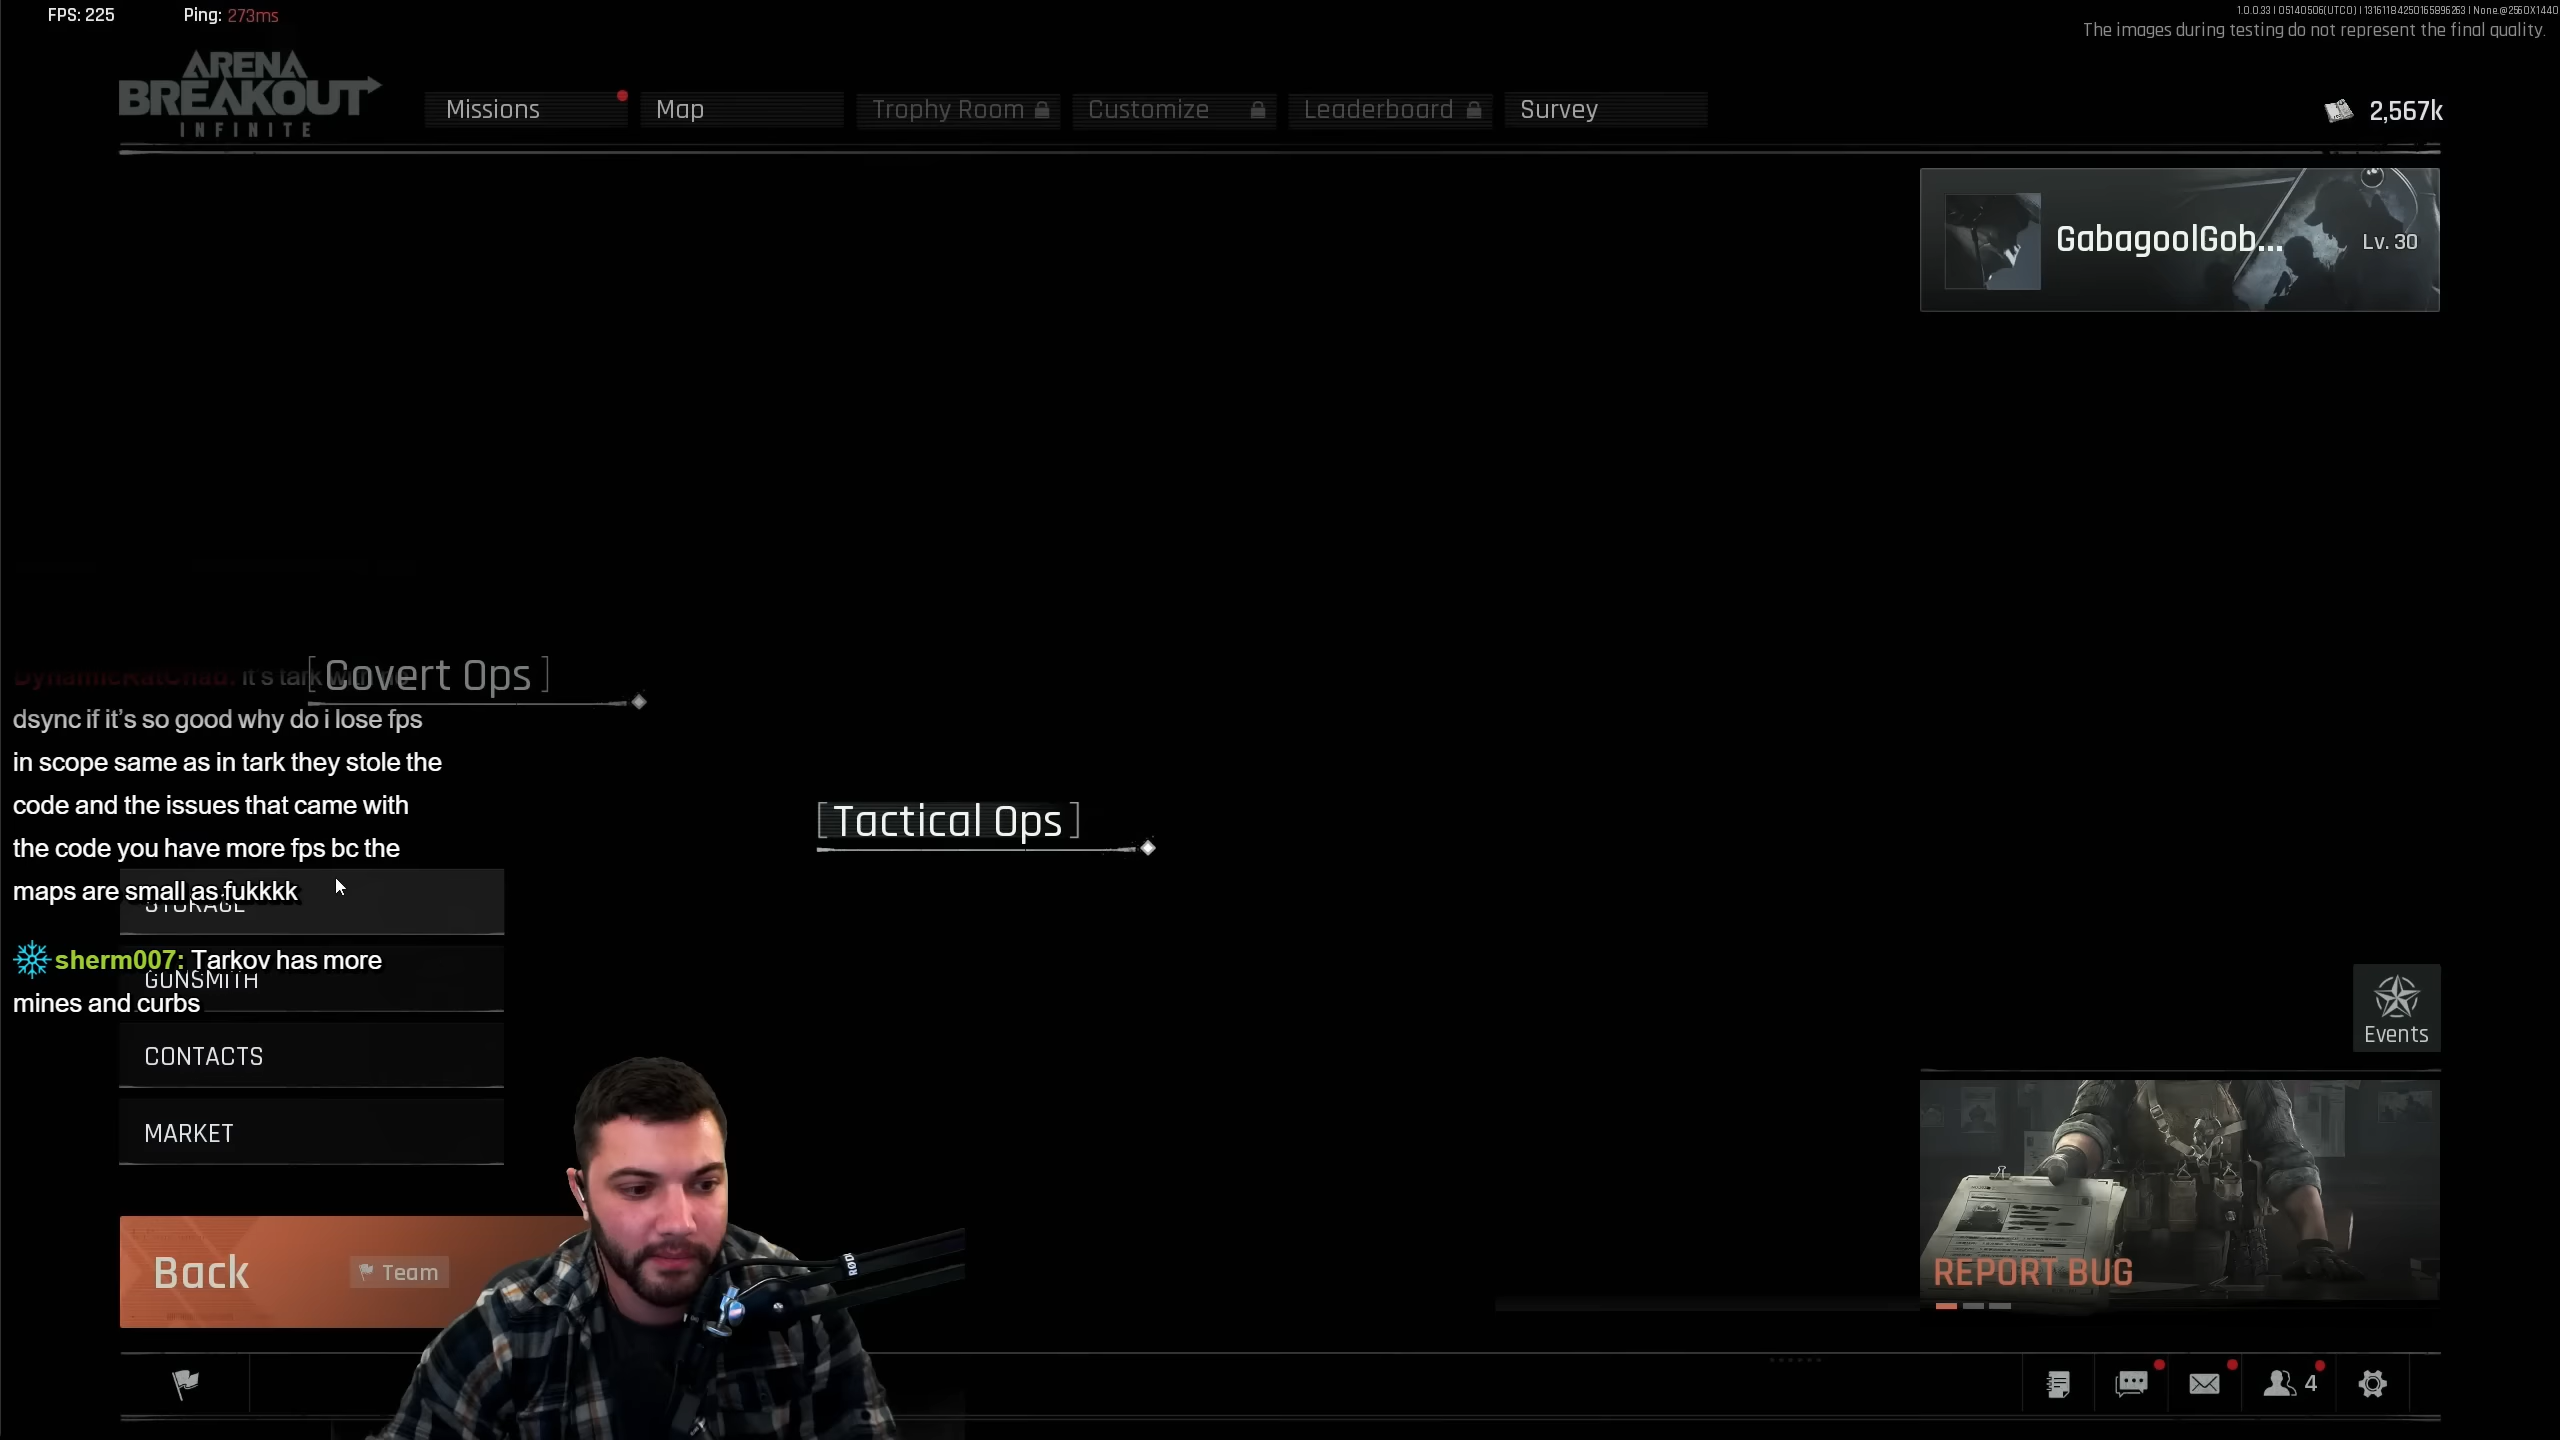 FPS: 225 Ping: 273ms
The images during testing do not represent the final quality.
ARENA
BREAKOUT
INFINITE
Missions Map Trophy Room Customize Leaderboard Survey
2,567k
GabagoolGob... Lv. 30
[Covert Ops]
it's tark
dsync if it's so good why do i lose fps
in scope same as in tark they stole the
code and the issues that came with
the code you have more fps bc the
maps are small as fukkkk
[Tactical Ops]
STORAGE
sherm007: Tarkov has more
mines and curbs
GUNSMITH
CONTACTS
MARKET
Back Team
Events
REPORT BUG
RØDE
4